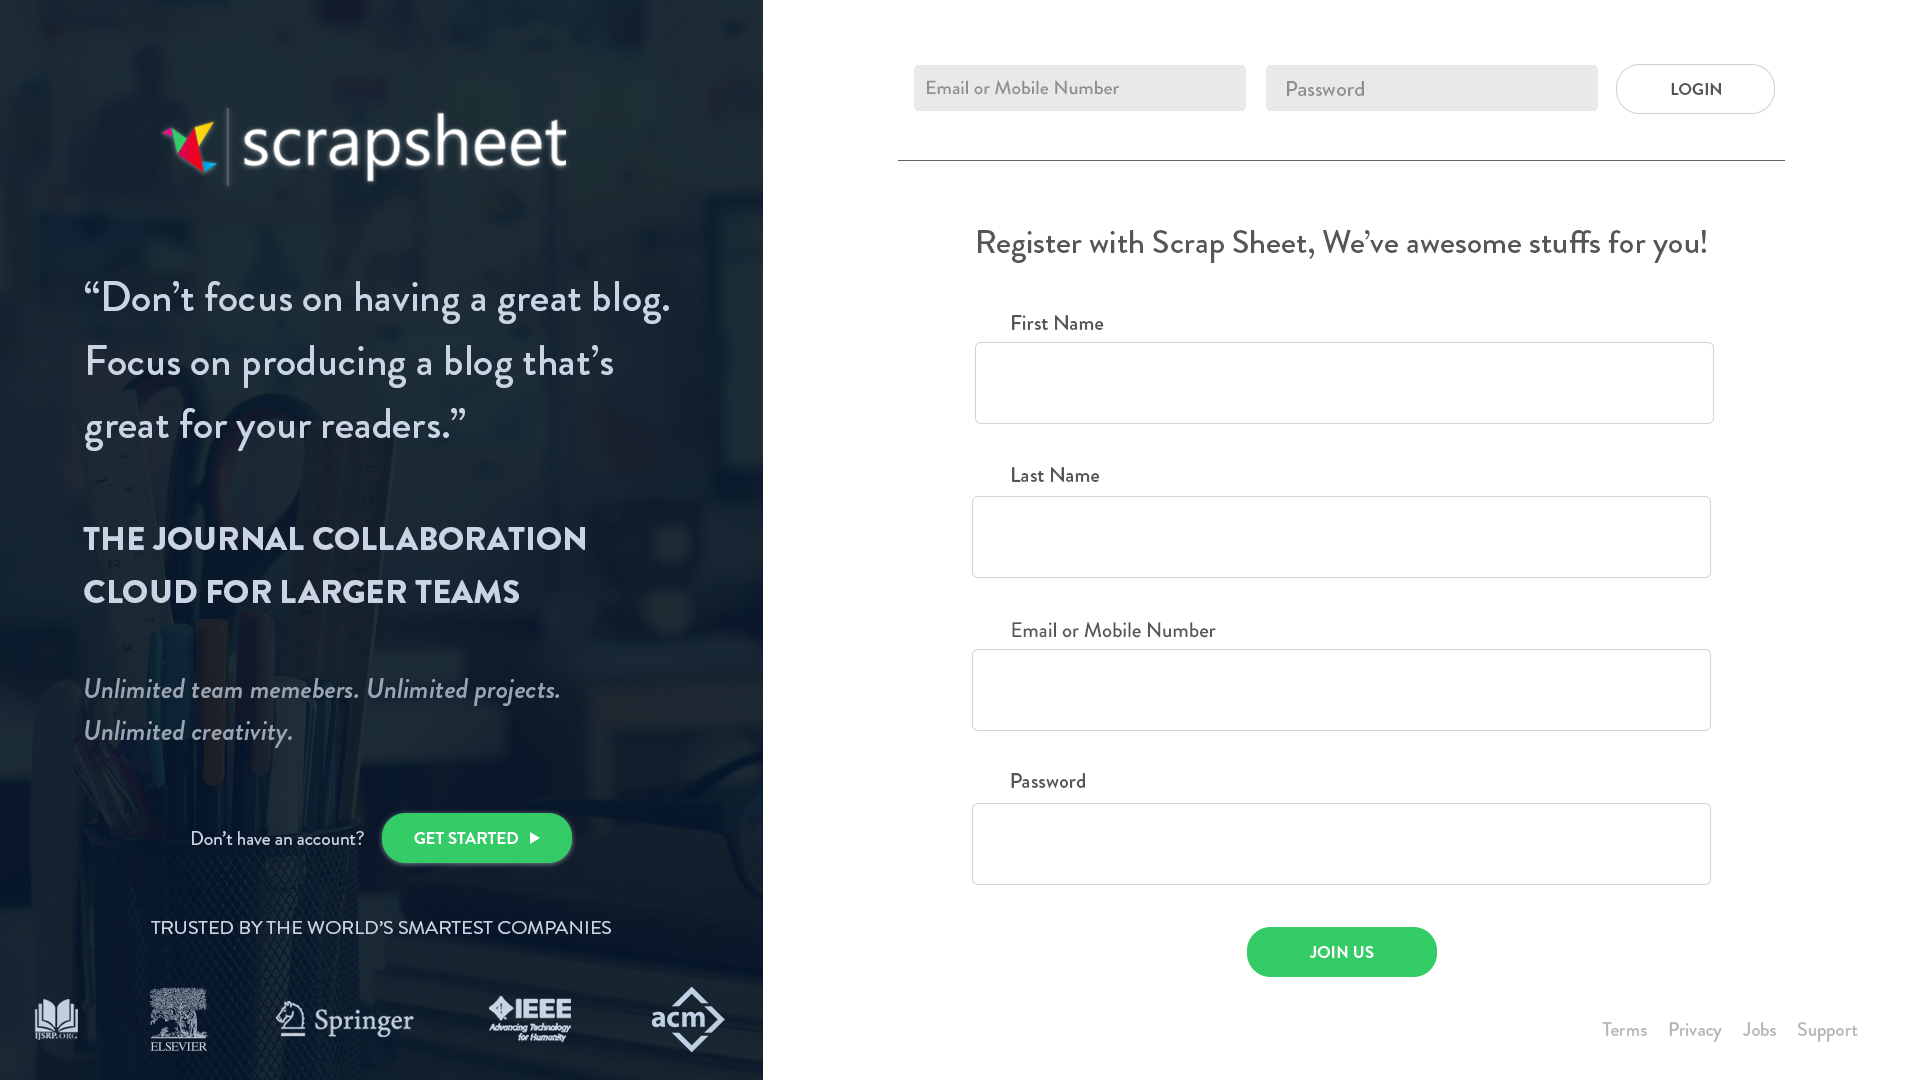 scrapsheet
“Don’t focus on having a great blog.
Focus on producing a blog that’s
great for your readers.”
THE JOURNAL COLLABORATION
CLOUD FOR LARGER TEAMS
Unlimited team memebers. Unlimited projects.
Unlimited creativity.
Don’t have an account?
GET STARTED
TRUSTED BY THE WORLD’S SMARTEST COMPANIES
IJSRP.ORG
ELSEVIER
Springer
IEEE
Advancing Technology
for Humanity
acm
Email or Mobile Number
Password
LOGIN
Register with Scrap Sheet, We’ve awesome stuffs for you!
First Name
Last Name
Email or Mobile Number
Password
JOIN US
Terms Privacy Jobs Support